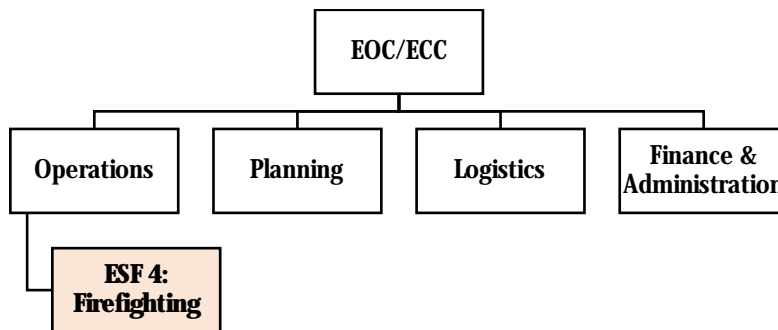 EOC/ECC
Operations
Planning
Logistics
Finance &
Administration
ESF 4:
Firefighting